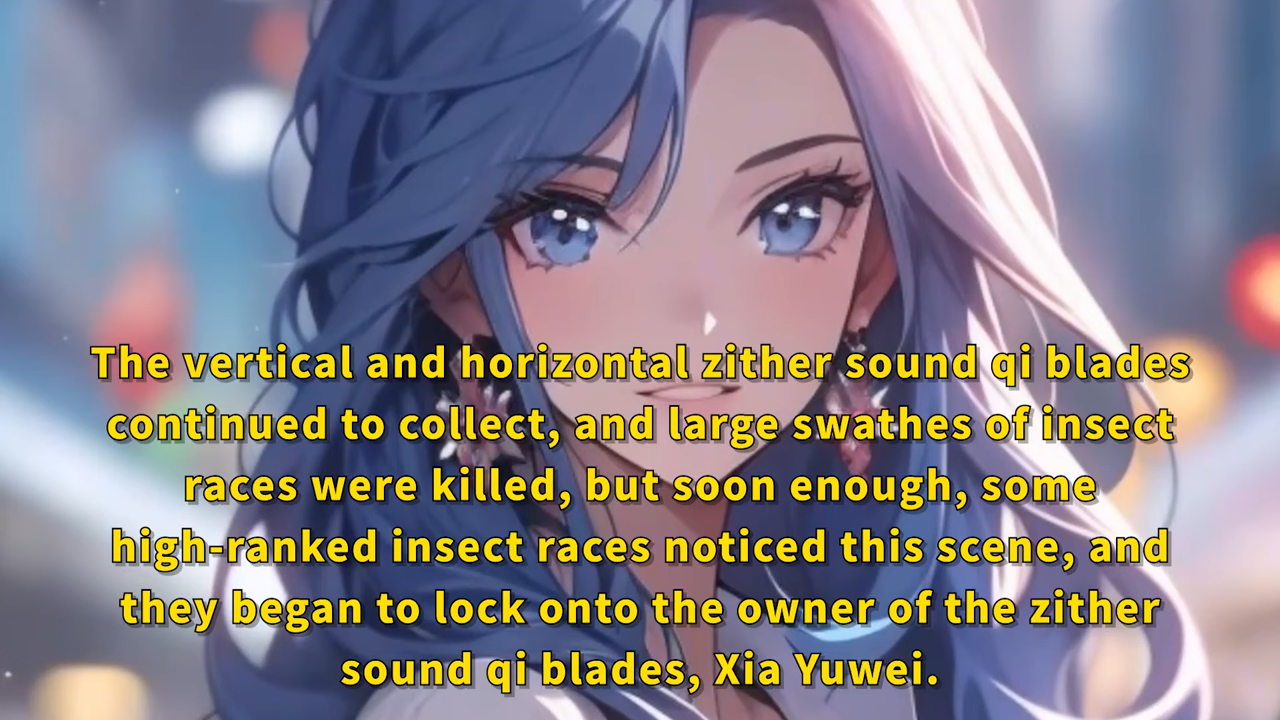 The vertical and horizontal zither sound qi blades
continued to collect, and large swathes of insect
races were killed, but soon enough, some
high-ranked insect races noticed this scene, and
they began to lock onto the owner of the zither
sound qi blades, Xia Yuwei.